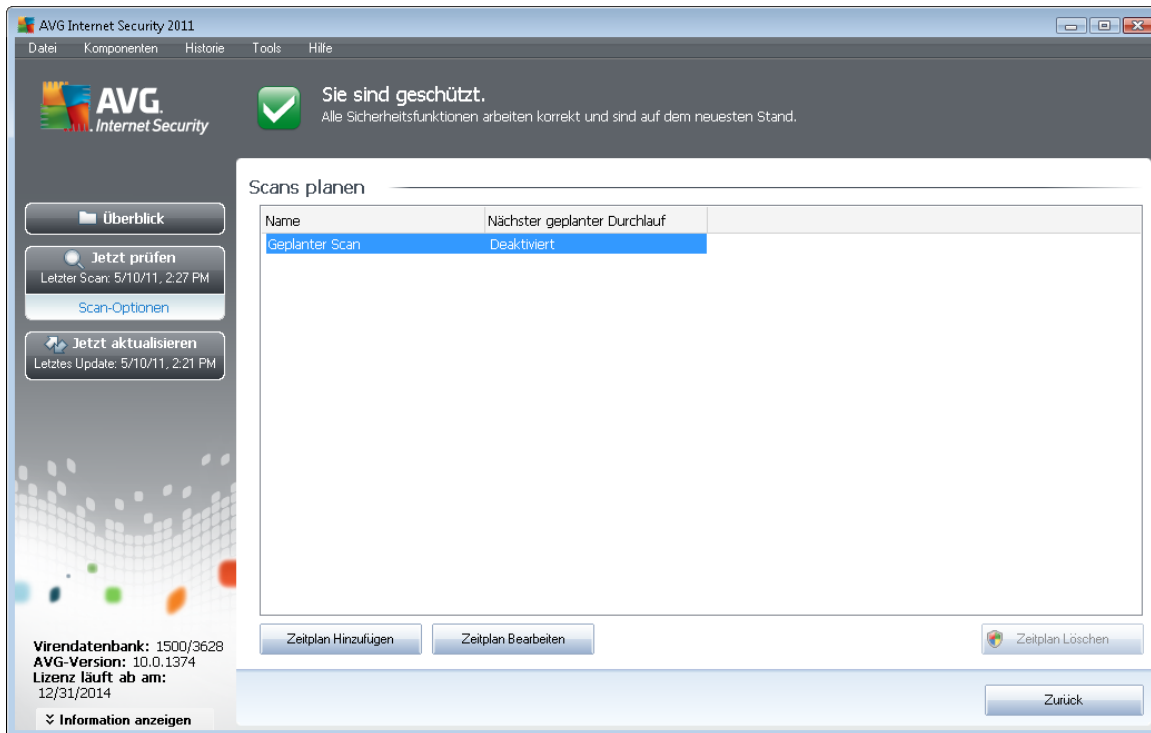 AVG Internet Security 2011
Datei Komponenten Historie Tools Hilfe
AVG.
Internet Security
Sie sind geschützt.
Alle Sicherheitsfunktionen arbeiten korrekt und sind auf dem neuesten Stand.
Überblick
Jetzt prüfen
Letzter Scan: 5/10/11, 2:27 PM
Scan-Optionen
Jetzt aktualisieren
Letztes Update: 5/10/11, 2:21 PM
Virendatenbank: 1500/3628
AVG-Version: 10.0.1374
Lizenz läuft ab am:
12/31/2014
Information anzeigen
Scans planen
Name Nächster geplanter Durchlauf
Geplanter Scan Deaktiviert
Zeitplan Hinzufügen Zeitplan Bearbeiten Zeitplan Löschen
Zurück